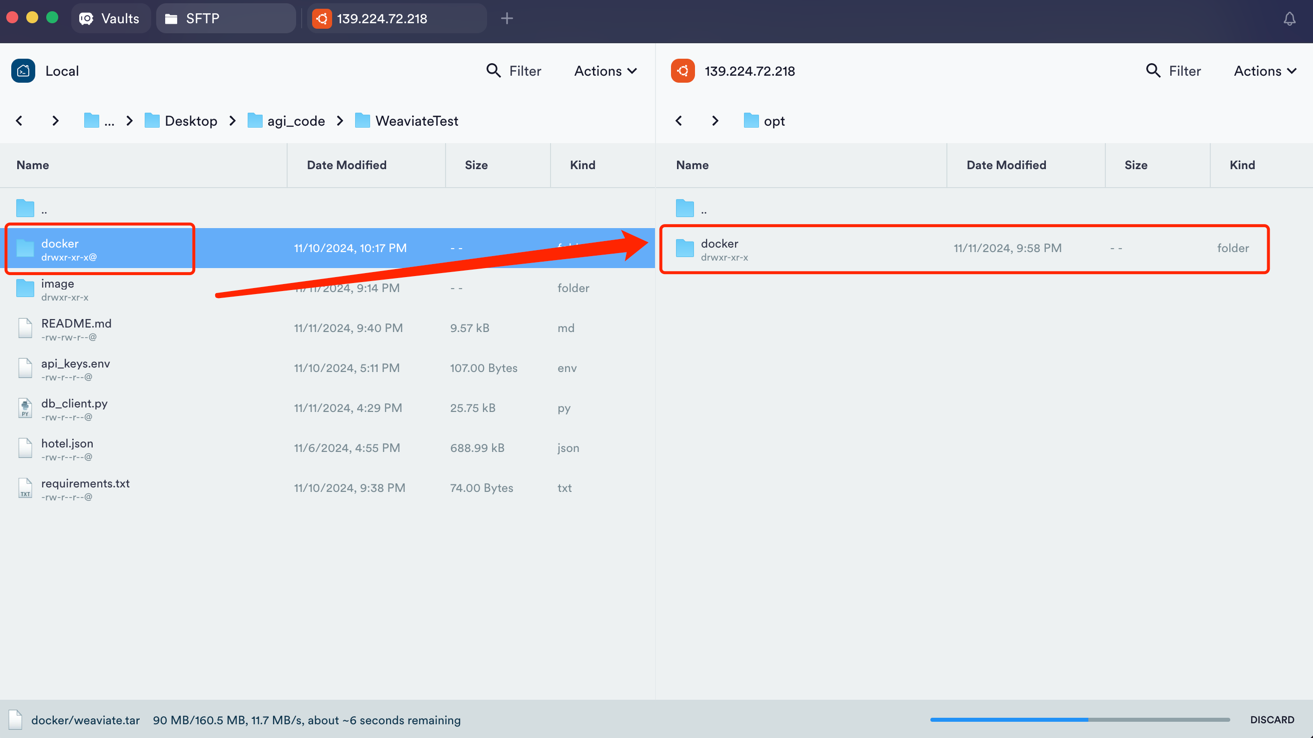 Vaults
SFTP
139.224.72.218
Local
Filter
Actions
139.224.72.218
Filter
Actions
...
Desktop
agi_code
WeaviateTest
opt
Name
Date Modified
Size
Kind
Name
Date Modified
Size
Kind
..
..
docker
drwxr-xr-x@
11/10/2024, 10:17 PM
- -
docker
drwxr-xr-x
11/11/2024, 9:58 PM
- -
folder
image
drwxr-xr-x
11/11/2024, 9:14 PM
- -
folder
README.md
-rw-rw-r--@
11/11/2024, 9:40 PM
9.57 kB
md
api_keys.env
-rw-r--r--@
11/10/2024, 5:11 PM
107.00 Bytes
env
db_client.py
-rw-r--r--@
11/11/2024, 4:29 PM
25.75 kB
py
hotel.json
-rw-r--r--@
11/6/2024, 4:55 PM
688.99 kB
json
requirements.txt
-rw-r--r--@
11/10/2024, 9:38 PM
74.00 Bytes
txt
docker/weaviate.tar
90 MB/160.5 MB, 11.7 MB/s, about ~6 seconds remaining
DISCARD